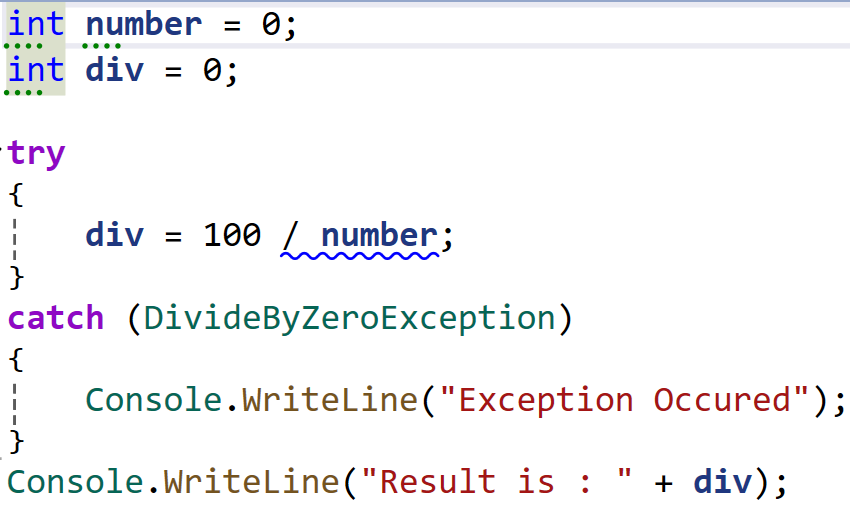 int number = 0;
int div = 0;
try
{
div = 100 / number;
}
catch (DivideByZeroException)
{
Console.WriteLine("Exception Occured");
}
Console.WriteLine("Result is : " + div);